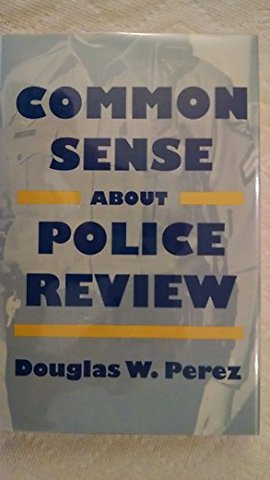 COMMON
SENSE
ABOUT
POLICE
REVIEW
Douglas W. Perez